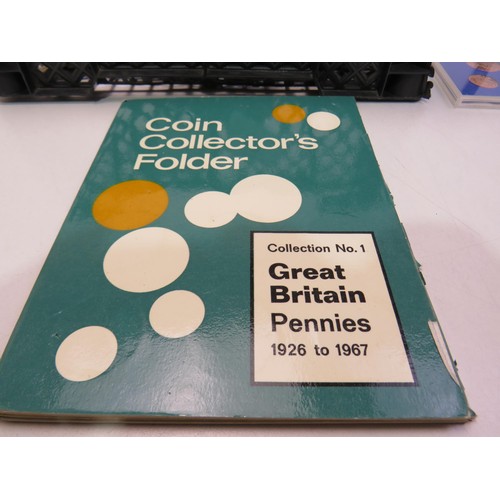 Coin
Collector's
Folder
Collection No. 1
Great
Britain
Pennies
1926 to 1967